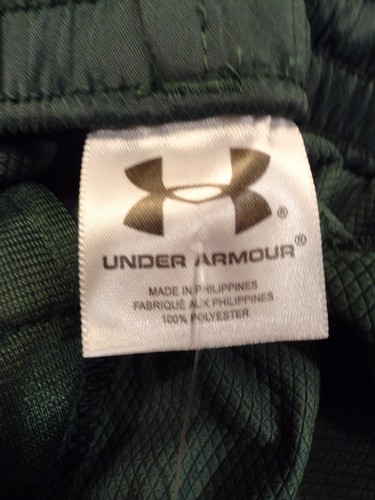 ®
UNDER ARMOUR®
MADE IN PHILIPPINES
FABRIQUÉ AUX PHILIPPINES
100% POLYESTER